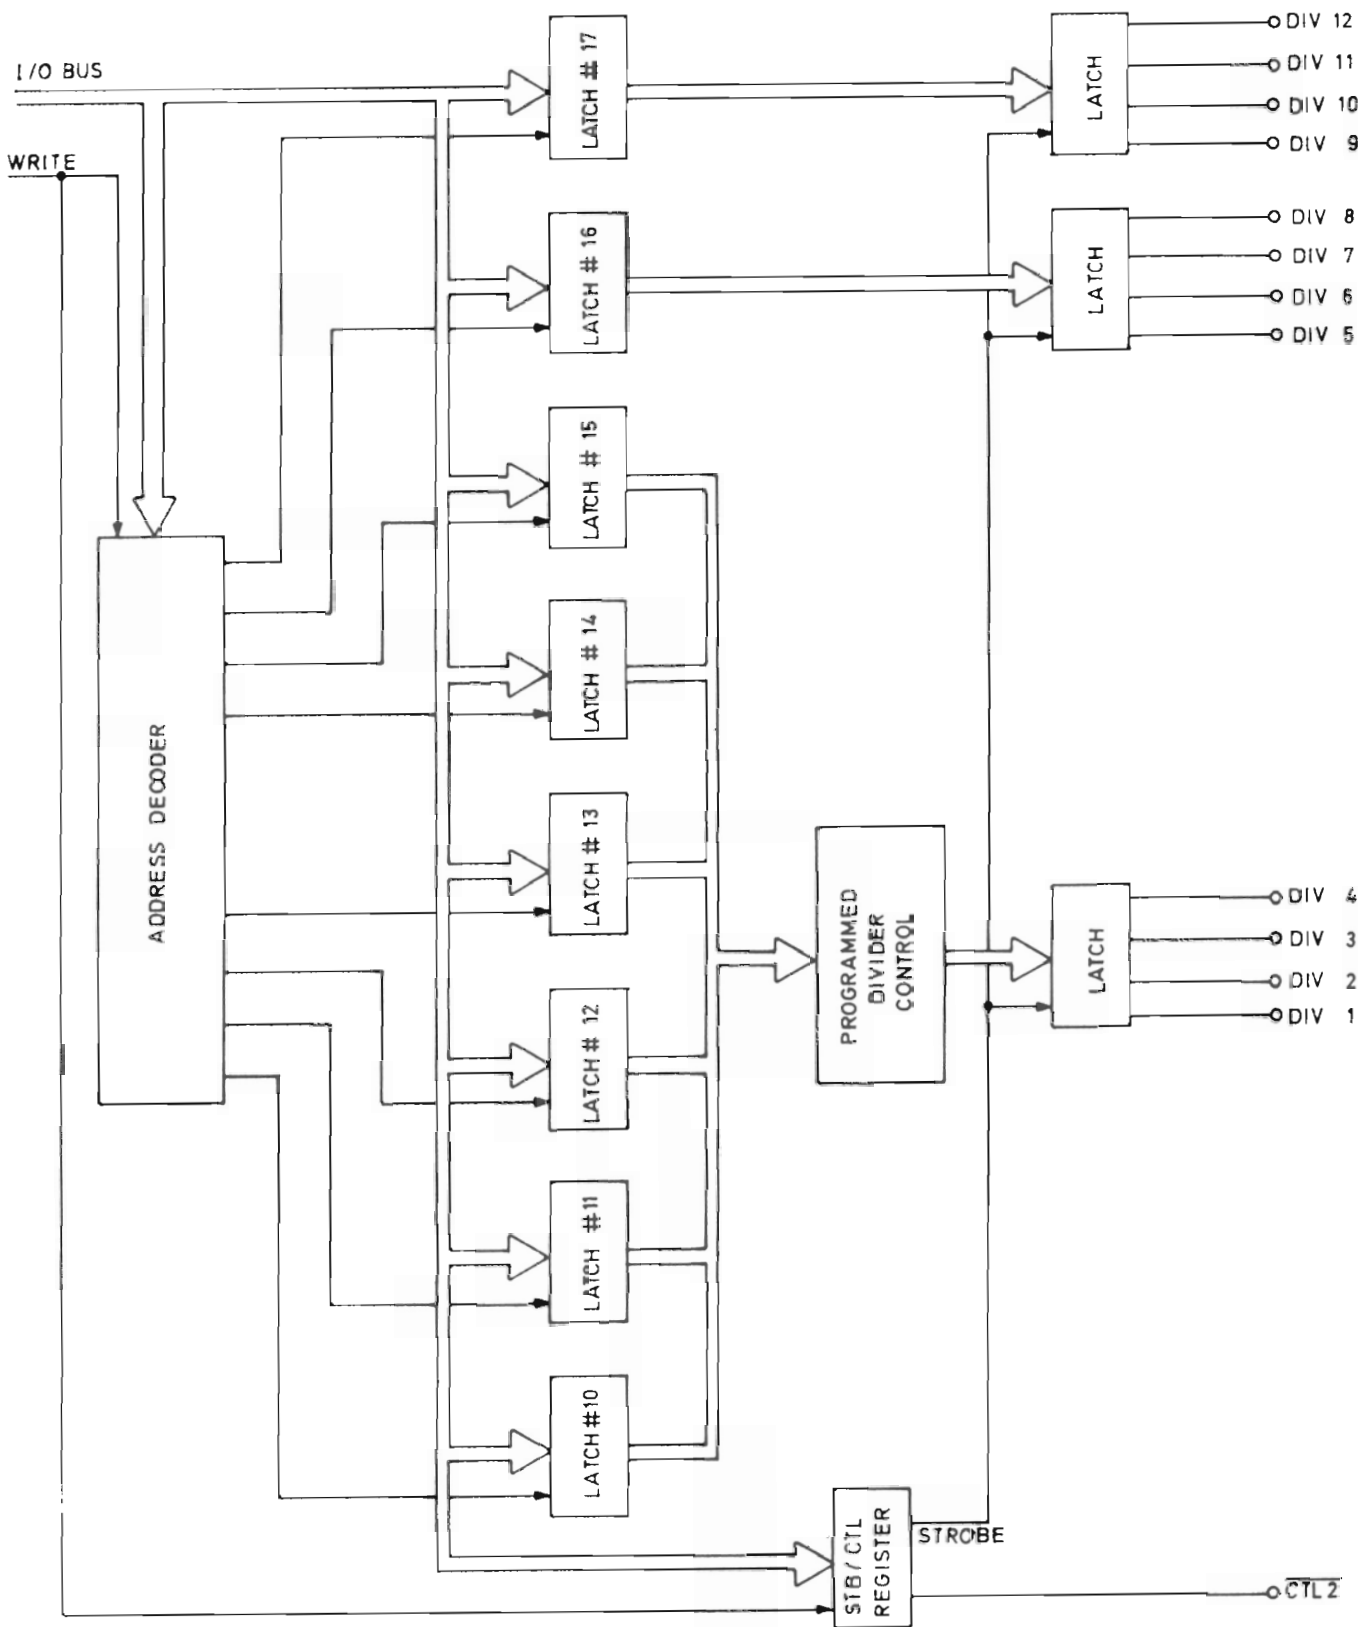 I/O BUS
WRITE
LATCH # 17
LATCH
DIV 12
DIV 11
DIV 10
DIV 9
LATCH # 16
LATCH
DIV 8
DIV 7
DIV 6
DIV 5
LATCH # 15
LATCH # 14
ADDRESS DECODER
LATCH # 13
PROGRAMMED
DIVIDER
CONTROL
LATCH
DIV 4
DIV 3
DIV 2
DIV 1
LATCH # 12
LATCH #11
LATCH #10
STB/CTL
REGISTER
STROBE
CTL2